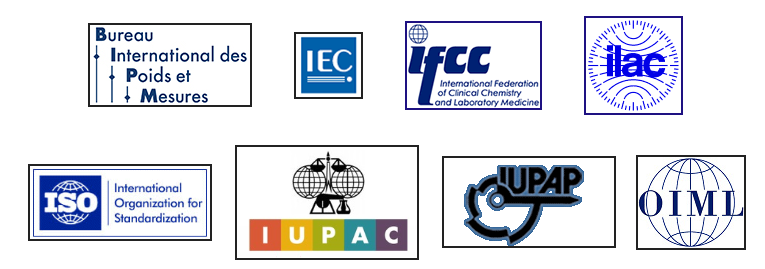 Bureau
International des
Poids et
Mesures
IEC
ifcc
International Federation
of Clinical Chemistry
and Laboratory Medicine
ilac
ISO
International
Organization for
Standardization
IUPAC
IUPAP
OIML